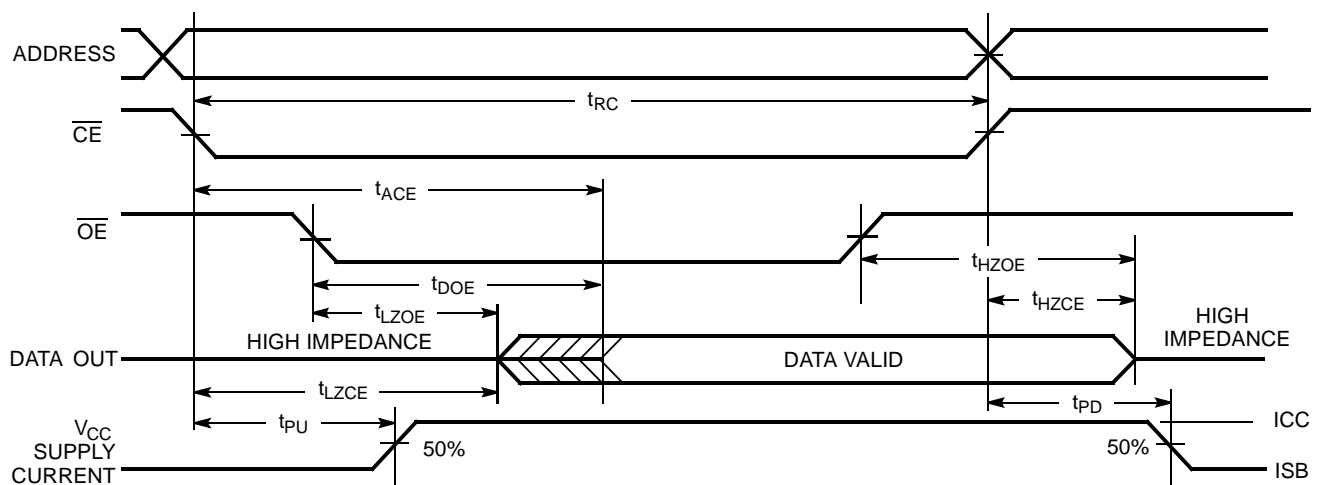 ADDRESS
tRC
CE
tACE
OE
tHZOE
tDOE
tHZCE
tLZOE
HIGH
IMPEDANCE
HIGH IMPEDANCE
DATA OUT
DATA VALID
tLZCE
tPD
tPU
VCC
SUPPLY
CURRENT
50%
50%
ICC
ISB